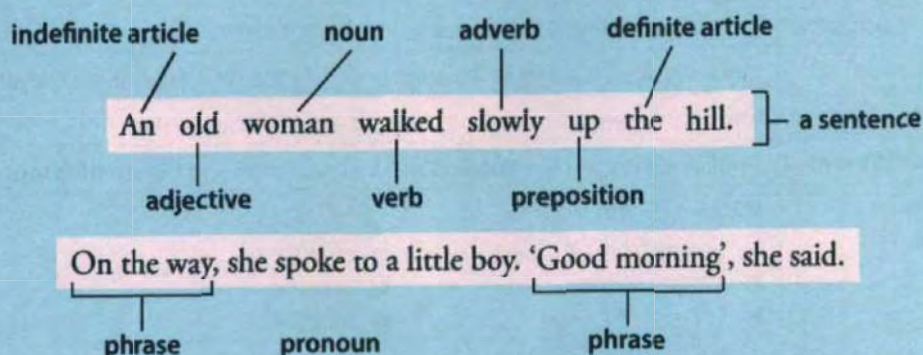 indefinite article noun adverb definite article
An old woman walked slowly up the hill. a sentence
adjective verb preposition
On the way, she spoke to a little boy. ‘Good morning’, she said.
phrase pronoun phrase